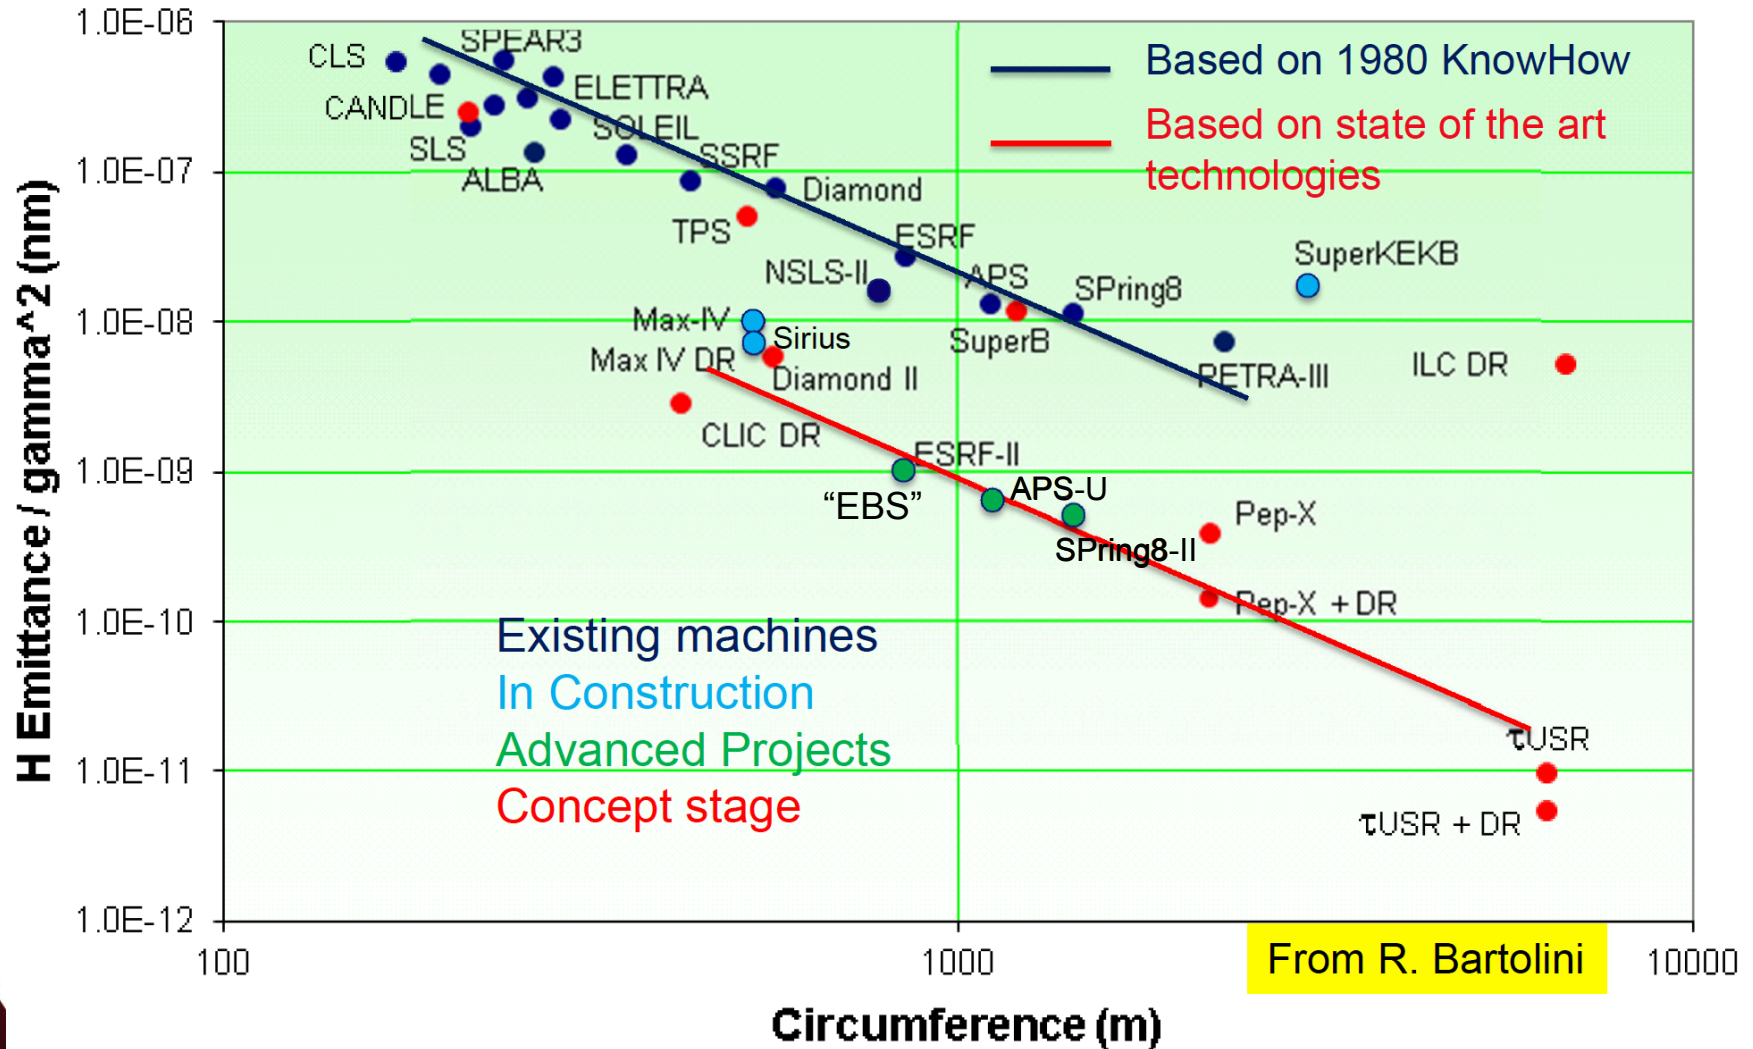 1.0E-06
1.0E-07
1.0E-08
1.0E-09
1.0E-10
1.0E-11
1.0E-12
H Emittance / gamma^2 (nm)
100
1000
10000
Circumference (m)
Based on 1980 KnowHow
Based on state of the art
technologies
CLS
SPEAR3
ELETTRA
CANDLE
SOLEIL
SLS
SSRF
ALBA
Diamond
TPS
ESRF
SuperKEKB
NSLS-II
APS
SPring8
Max-IV
Sirius
SuperB
Max IV DR
ILC DR
Diamond II
PETRA-III
CLIC DR
ESRF-II
“EBS”
APS-U
Pep-X
SPring8-II
Pep-X + DR
Existing machines
In Construction
Advanced Projects
Concept stage
τUSR
τUSR + DR
From R. Bartolini